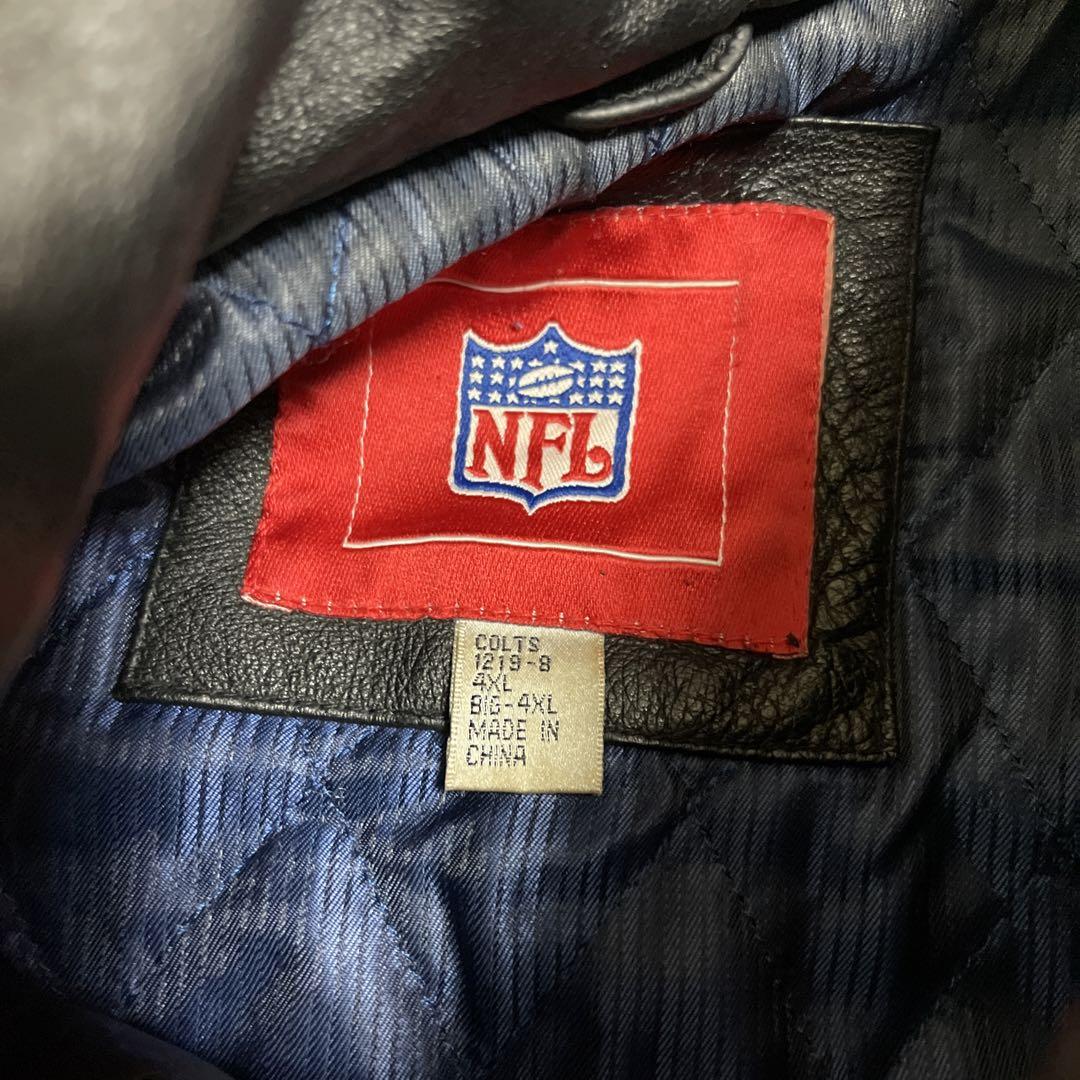 NFL
COLTS
1219-8
4XL
BIG-4XL
MADE IN
CHINA